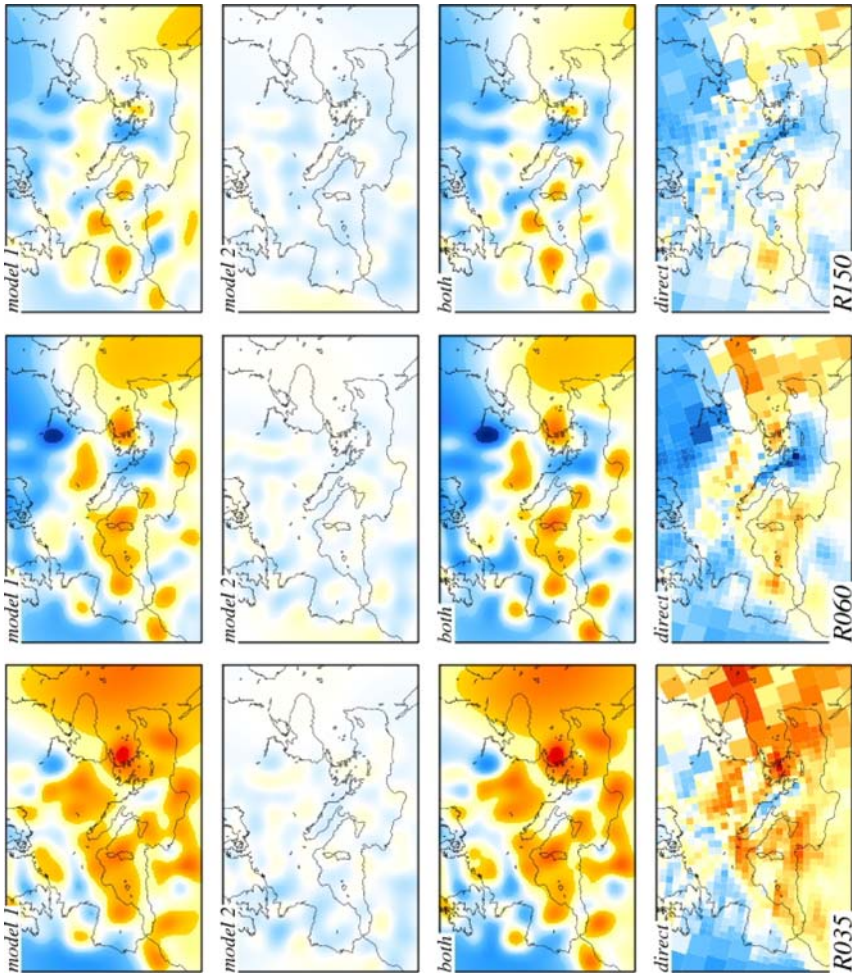 model 1
model 1
model 1
model 2
model 2
model 2
both
both
both
direct
direct
direct
R035
R060
R150